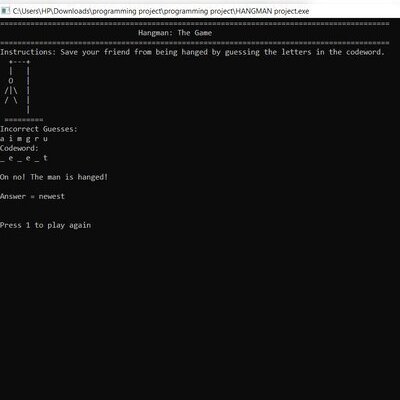 C:\Users\HP\Downloads\programming project\programming project\HANGMAN project.exe
Hangman: The Game
Instructions: Save your friend from being hanged by guessing the letters in the codeword.
Incorrect Guesses:
a i m g r u
Codeword:
_ e _ e _ t
On no! The man is hanged!
Answer = newest
Press 1 to play again